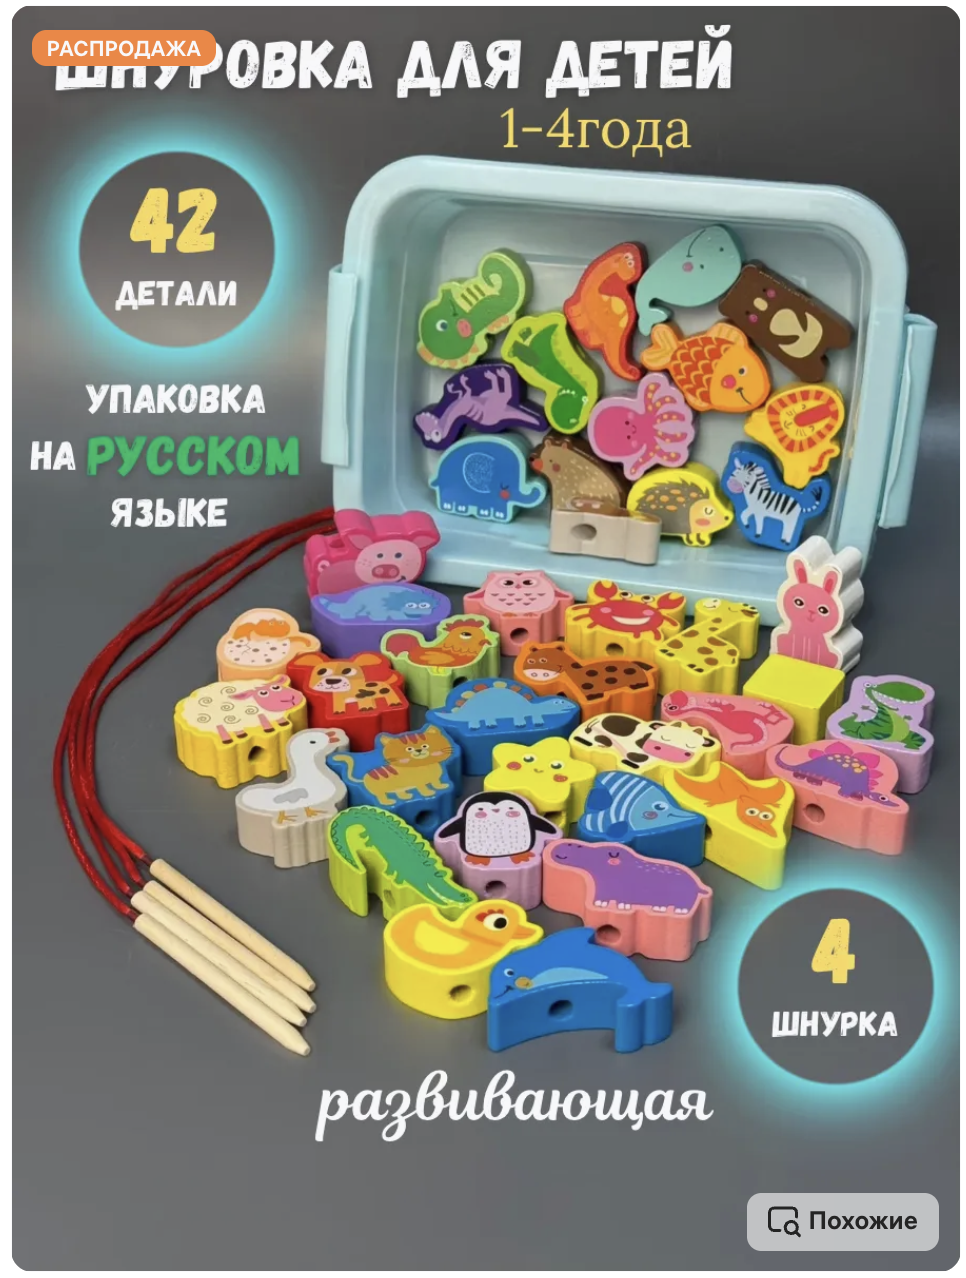 РАСПРОДАЖА
ШНУРОВКА ДЛЯ ДЕТЕЙ
1-4года
42
ДЕТАЛИ
УПАКОВКА
НА РУССКОМ
ЯЗЫКЕ
4
ШНУРКА
развивающая
Похожие